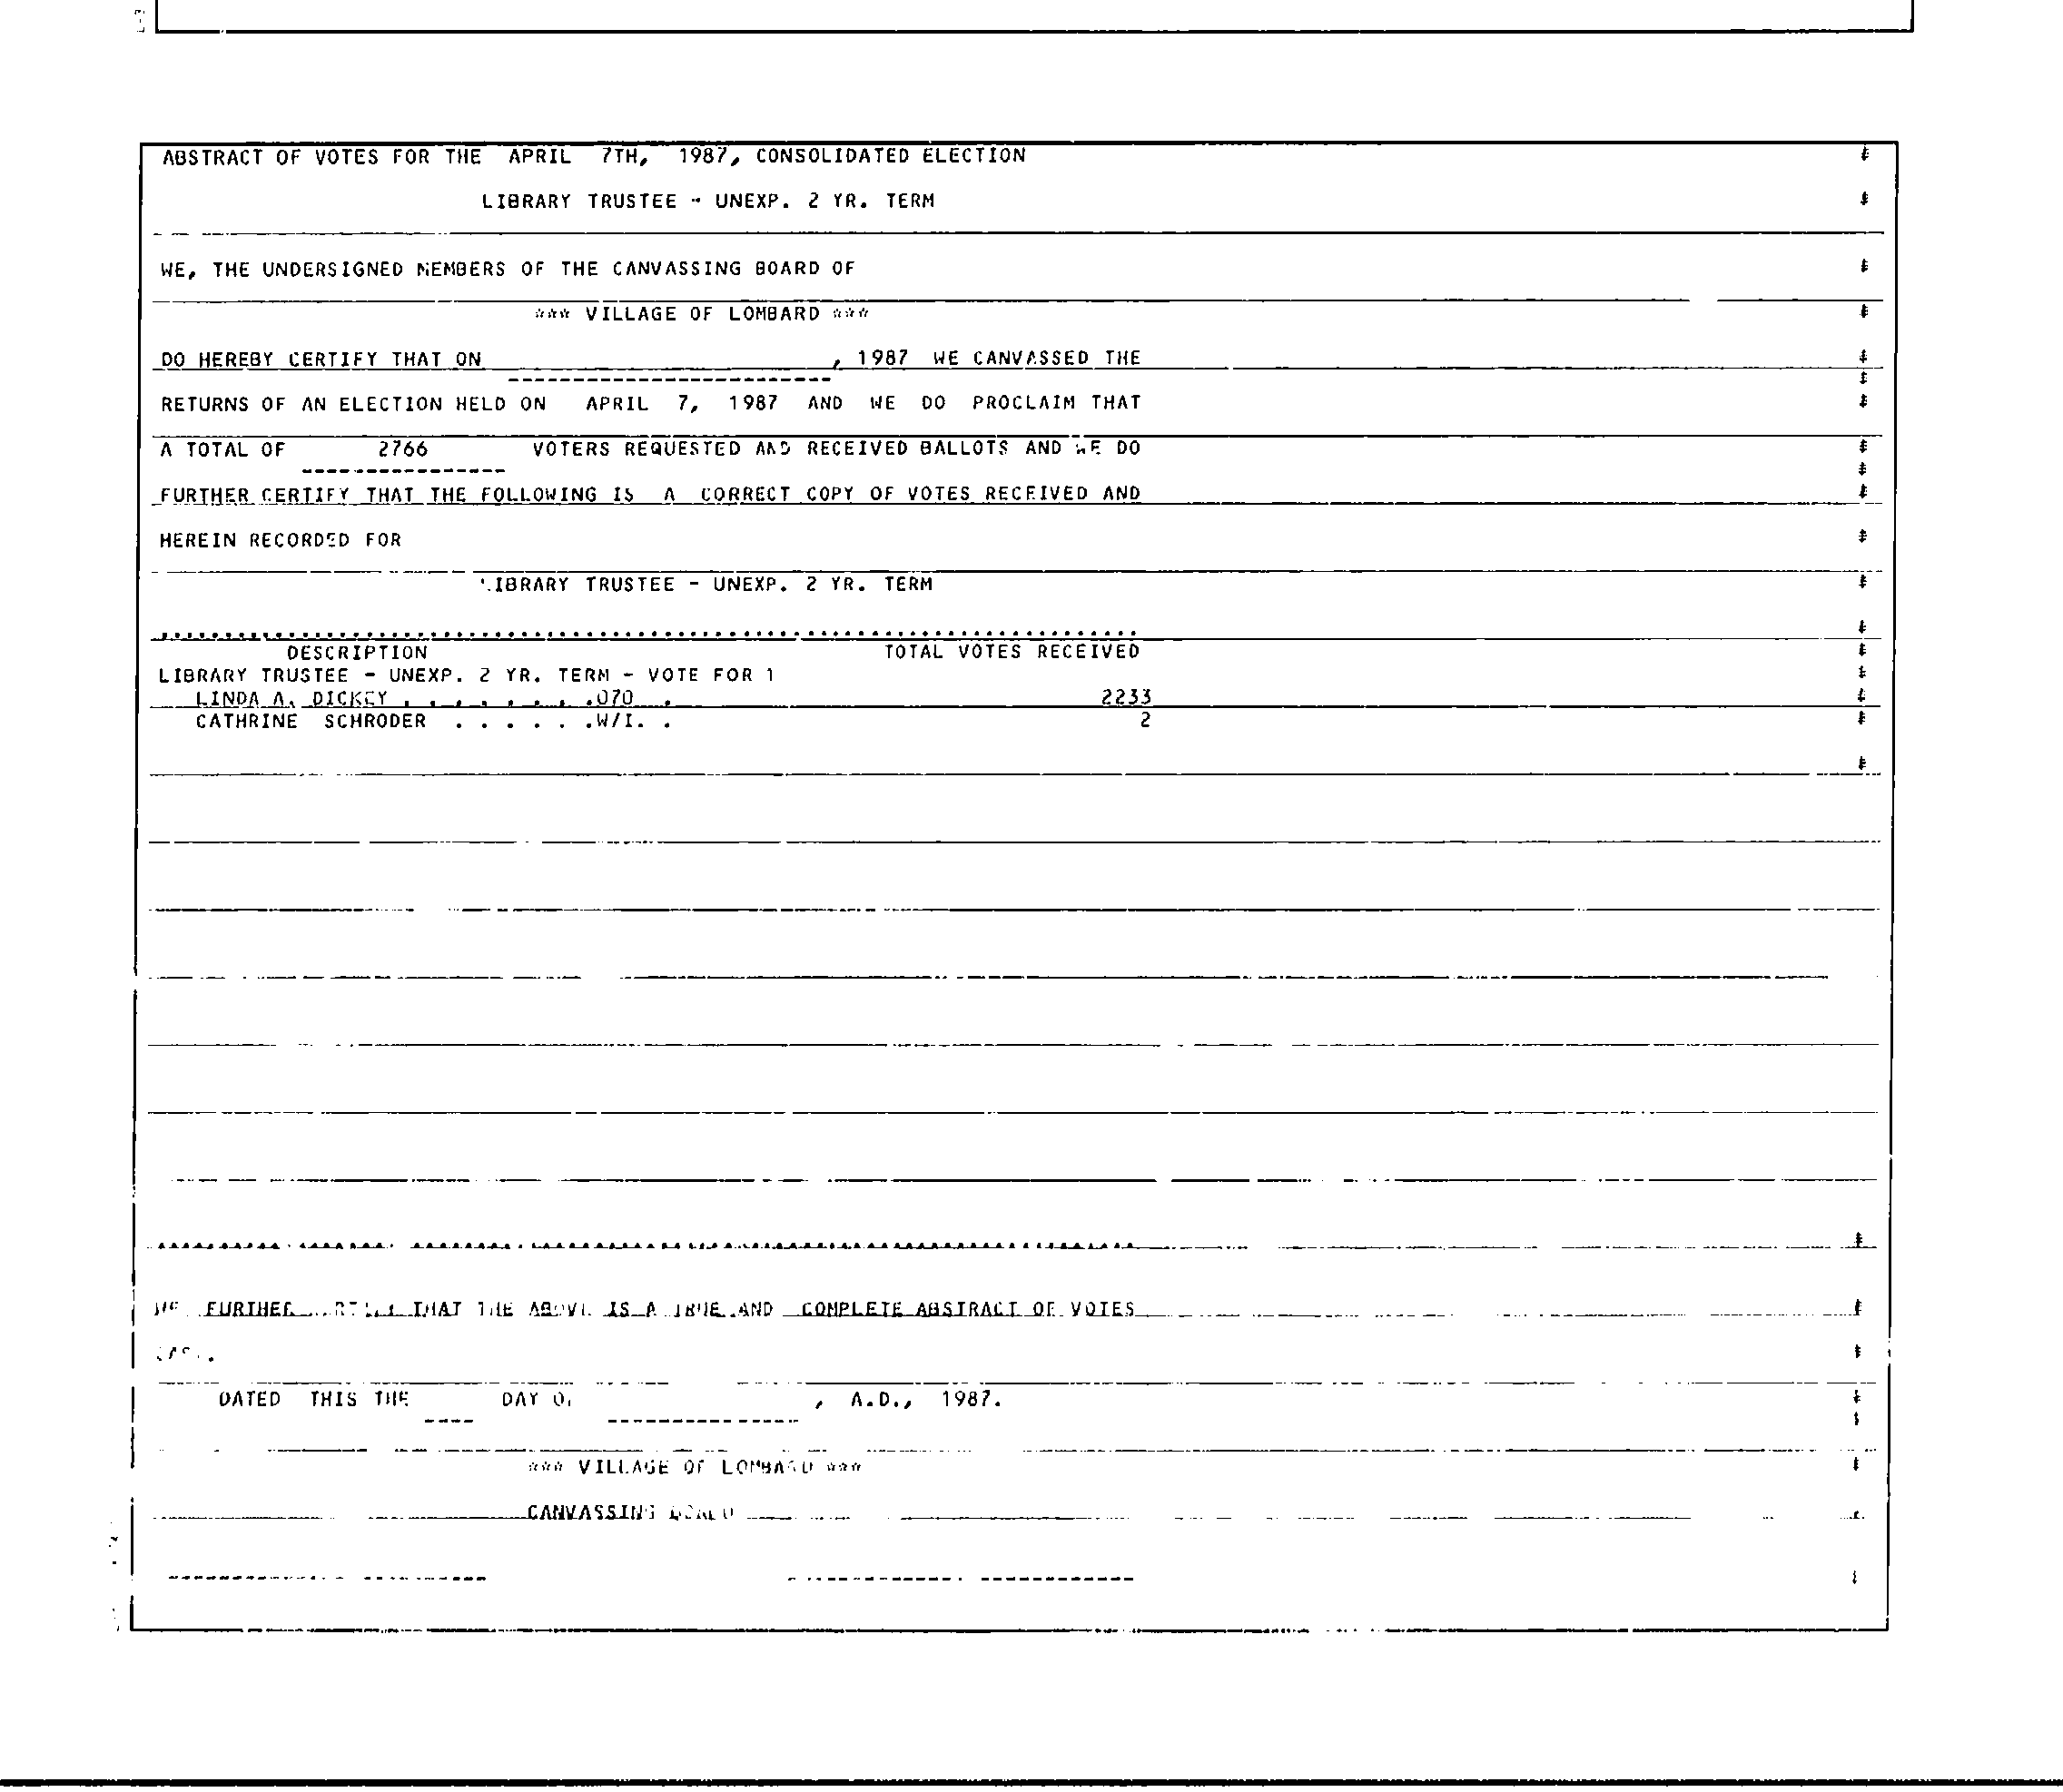 ABSTRACT OF VOTES FOR THE APRIL 7TH, 1987, CONSOLIDATED ELECTION
LIBRARY TRUSTEE - UNEXP. 2 YR. TERM
WE, THE UNDERSIGNED MEMBERS OF THE CANVASSING BOARD OF
*** VILLAGE OF LOMBARD ***
DO HEREBY CERTIFY THAT ON , 1987 WE CANVASSED THE
RETURNS OF AN ELECTION HELD ON APRIL 7, 1987 AND WE DO PROCLAIM THAT
A TOTAL OF 2766 VOTERS REQUESTED AND RECEIVED BALLOTS AND WE DO
FURTHER CERTIFY THAT THE FOLLOWING IS A CORRECT COPY OF VOTES RECEIVED AND
HEREIN RECORDED FOR
LIBRARY TRUSTEE - UNEXP. 2 YR. TERM
DESCRIPTION TOTAL VOTES RECEIVED
LIBRARY TRUSTEE - UNEXP. 2 YR. TERM - VOTE FOR 1
LINDA A. DICKEY . . . . . . . .070 . 2233
CATHRINE SCHRODER . . . . . .W/I. . 2
WE FURTHER CERTIFY THAT THE ABOVE IS A TRUE AND COMPLETE ABSTRACT OF VOTES
CAST.
DATED THIS THE DAY OF , A.D., 1987.
*** VILLAGE OF LOMBARD ***
CANVASSING BOARD